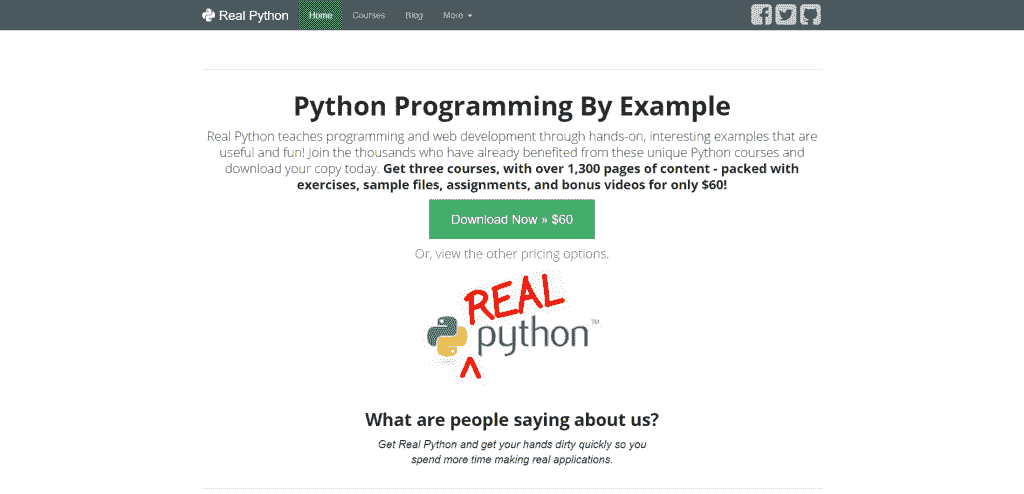 Real Python Home Courses Blog More
Python Programming By Example
Real Python teaches programming and web development through hands-on, interesting examples that are
useful and fun! Join the thousands who have already benefited from these unique Python courses and
download your copy today. Get three courses, with over 1,300 pages of content - packed with
exercises, sample files, assignments, and bonus videos for only $60!
Download Now » $60
Or, view the other pricing options.
REAL
python™
What are people saying about us?
Get Real Python and get your hands dirty quickly so you
spend more time making real applications.